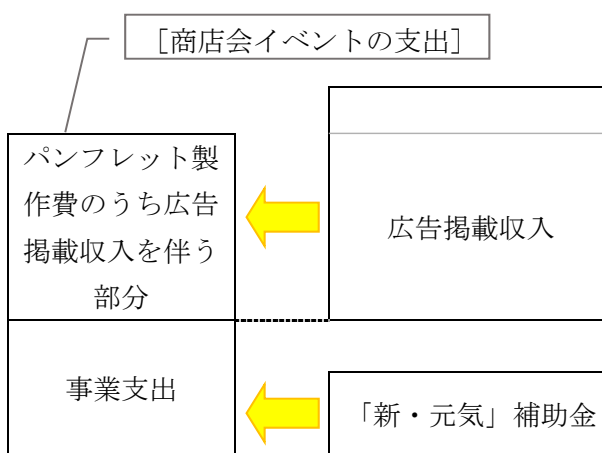 ［商店会イベントの支出］
パンフレット製
作費のうち広告
掲載収入を伴う
部分
広告掲載収入
事業支出
「新・元気」補助金